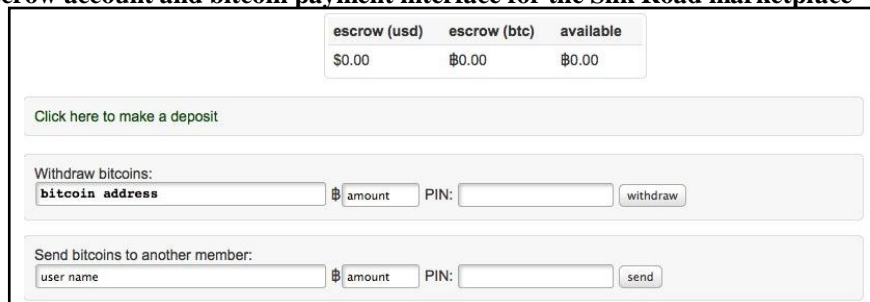 crow account and bitcoin payment interface for the Silk Road marketplace
escrow (usd) escrow (btc) available
$0.00 ฿0.00 ฿0.00
Click here to make a deposit
Withdraw bitcoins:
bitcoin address ฿ amount PIN: withdraw
Send bitcoins to another member:
user name ฿ amount PIN: send